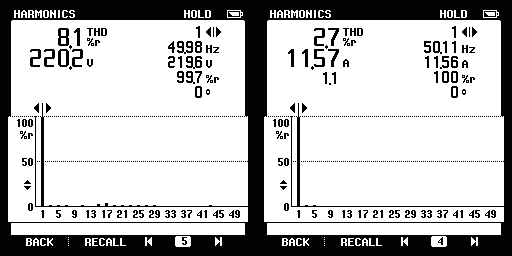 HARMONICS HOLD
8.1 THD %r 1
220.2 V 49.98 Hz
219.6 V
99.7 %r
0 °
100
%r
50
0
1 5 9 13 17 21 25 29 33 37 41 45 49
BACK RECALL 5
HARMONICS HOLD
2.7 THD %r 1
11.57 A 50.11 Hz
1.1 11.56 A
100 %r
0 °
100
%r
50
0
1 5 9 13 17 21 25 29 33 37 41 45 49
BACK RECALL 4